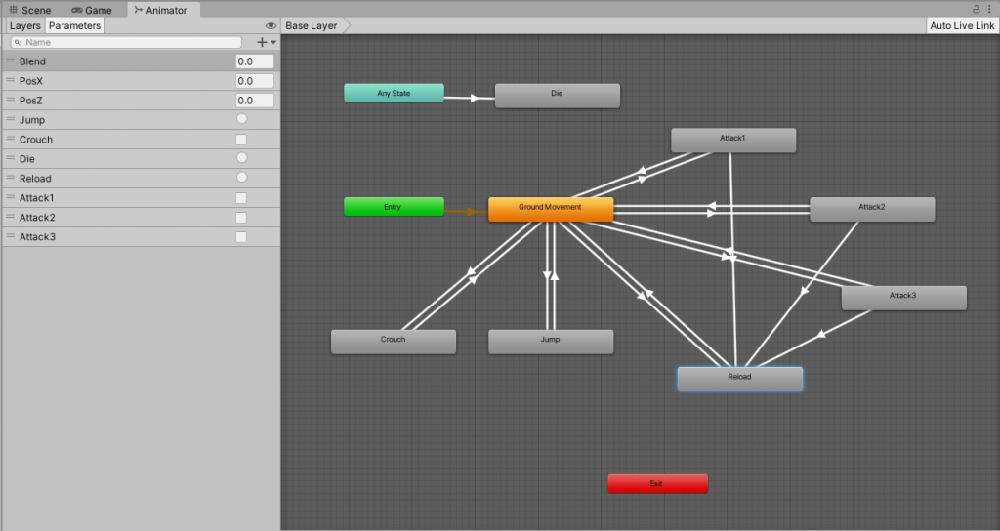 Scene Game Animator
Layers Parameters
Base Layer
Auto Live Link
Name
Blend 0.0
PosX 0.0
PosZ 0.0
Jump
Crouch
Die
Reload
Attack1
Attack2
Attack3
Any State
Die
Attack1
Entry
Ground Movement
Attack2
Attack3
Crouch
Jump
Reload
Exit